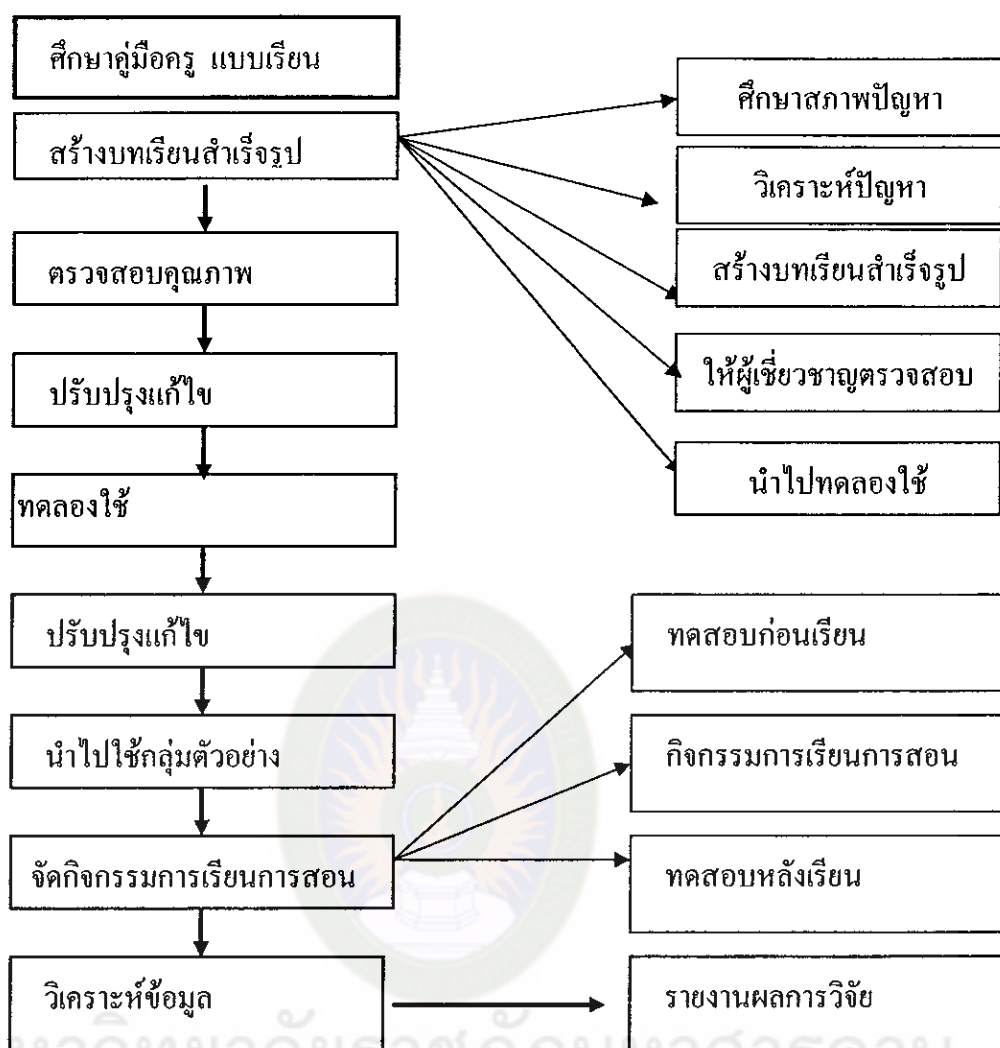 ศึกษาคู่มือครู แบบเรียน
สร้างบทเรียนสำเร็จรูป
ตรวจสอบคุณภาพ
ปรับปรุงแก้ไข
ทดลองใช้
ปรับปรุงแก้ไข
นำไปใช้กลุ่มตัวอย่าง
จัดกิจกรรมการเรียนการสอน
วิเคราะห์ข้อมูล
ศึกษาสภาพปัญหา
วิเคราะห์ปัญหา
สร้างบทเรียนสำเร็จรูป
ให้ผู้เชี่ยวชาญตรวจสอบ
นำไปทดลองใช้
ทดสอบก่อนเรียน
กิจกรรมการเรียนการสอน
ทดสอบหลังเรียน
รายงานผลการวิจัย